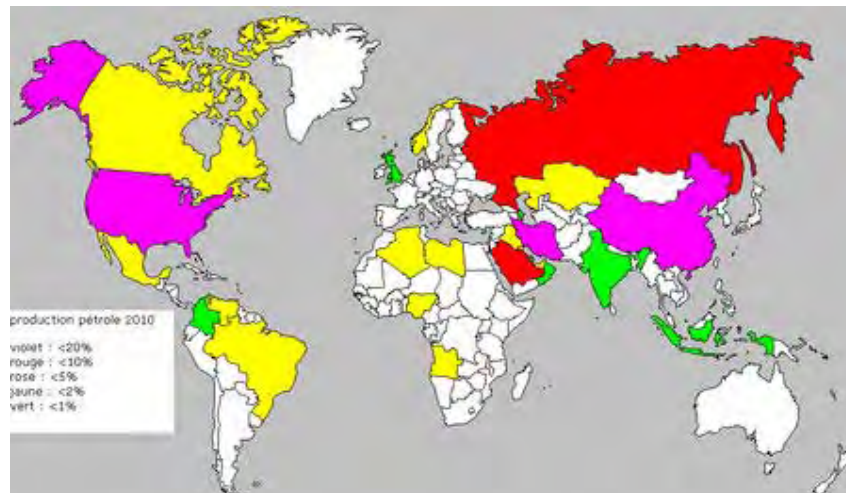 production pétrole 2010
violet : <20%
rouge : <10%
rose : <5%
jaune : <2%
vert : <1%